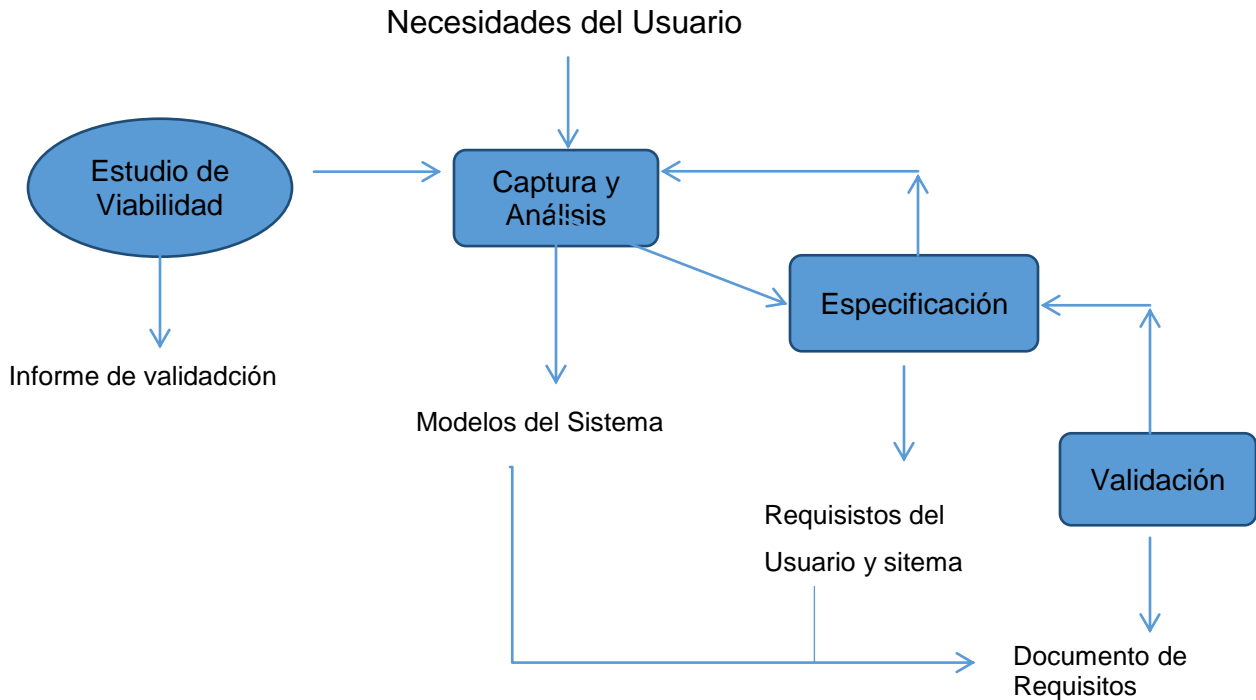 Necesidades del Usuario
Estudio de
Viabilidad
Captura y
Análisis
Especificación
Informe de validadción
Modelos del Sistema
Validación
Requisistos del
Usuario y sitema
Documento de
Requisitos